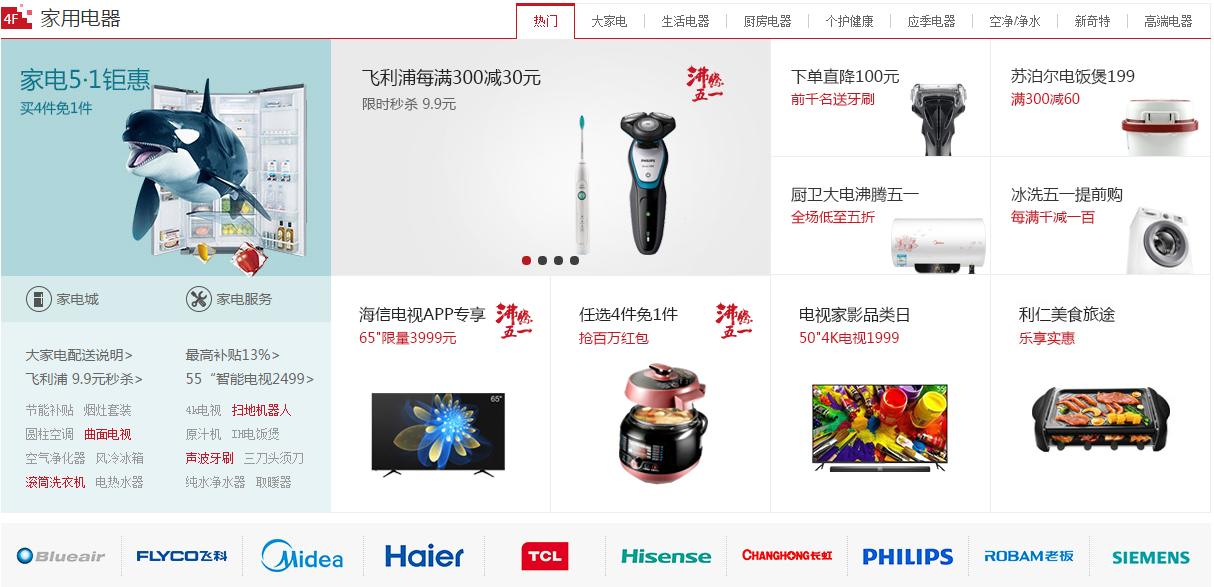 4F 家用电器
热门 大家电 生活电器 厨房电器 个护健康 应季电器 空净/净水 新奇特 高端电器
家电5·1钜惠
买4件免1件
飞利浦每满300减30元
限时秒杀 9.9元
沸腾
五一
PHILIPS
下单直降100元
前千名送牙刷
苏泊尔电饭煲199
满300减60
厨卫大电沸腾五一
全场低至五折
冰洗五一提前购
每满千减一百
家电城 家电服务
大家电配送说明> 最高补贴13%>
飞利浦 9.9元秒杀> 55“智能电视2499>
节能补贴 烟灶套装 4k电视 扫地机器人
圆柱空调 曲面电视 原汁机 IH电饭煲
空气净化器 风冷冰箱 声波牙刷 三刀头须刀
滚筒洗衣机 电热水器 纯水净水器 取暖器
海信电视APP专享
65"限量3999元
沸腾
五一
65"
任选4件免1件
抢百万红包
沸腾
五一
电视家影品类日
50"4K电视1999
利仁美食旅途
乐享实惠
Blueair FLYCO飞科 Midea Haier TCL Hisense CHANGHONG长虹 PHILIPS ROBAM老板 SIEMENS